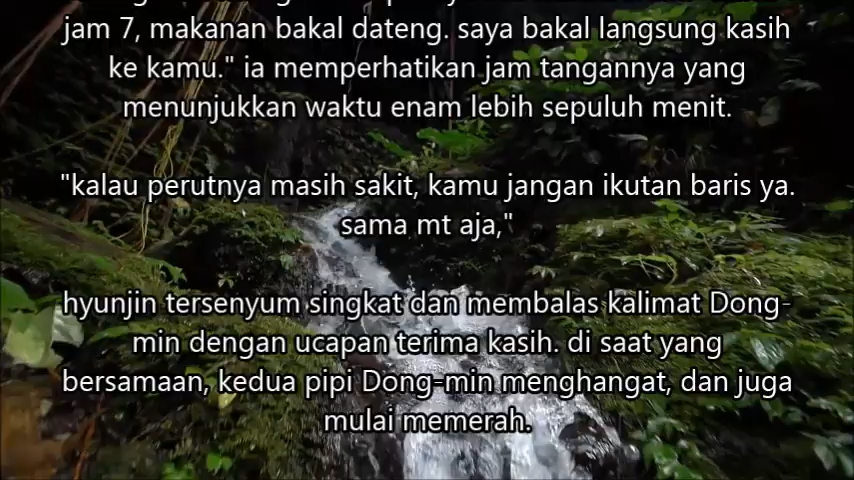 jam 7, makanan bakal dateng. saya bakal langsung kasih
ke kamu." ia memperhatikan jam tangannya yang
menunjukkan waktu enam lebih sepuluh menit.
"kalau perutnya masih sakit, kamu jangan ikutan baris ya.
sama mt aja,"
hyunjin tersenyum singkat dan membalas kalimat Dong-
min dengan ucapan terima kasih. di saat yang
bersamaan, kedua pipi Dong-min menghangat, dan juga
mulai memerah.